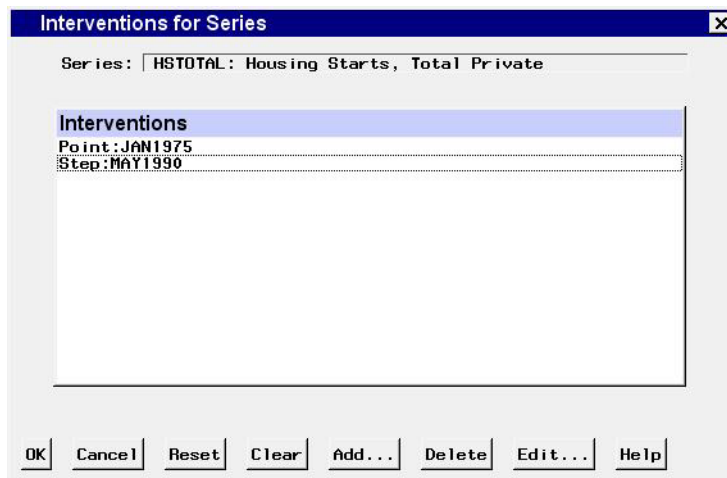 Interventions for Series
Series: HSTOTAL: Housing Starts, Total Private
Interventions
Point:JAN1975
Step:MAY1990
OK Cancel Reset Clear Add... Delete Edit... Help